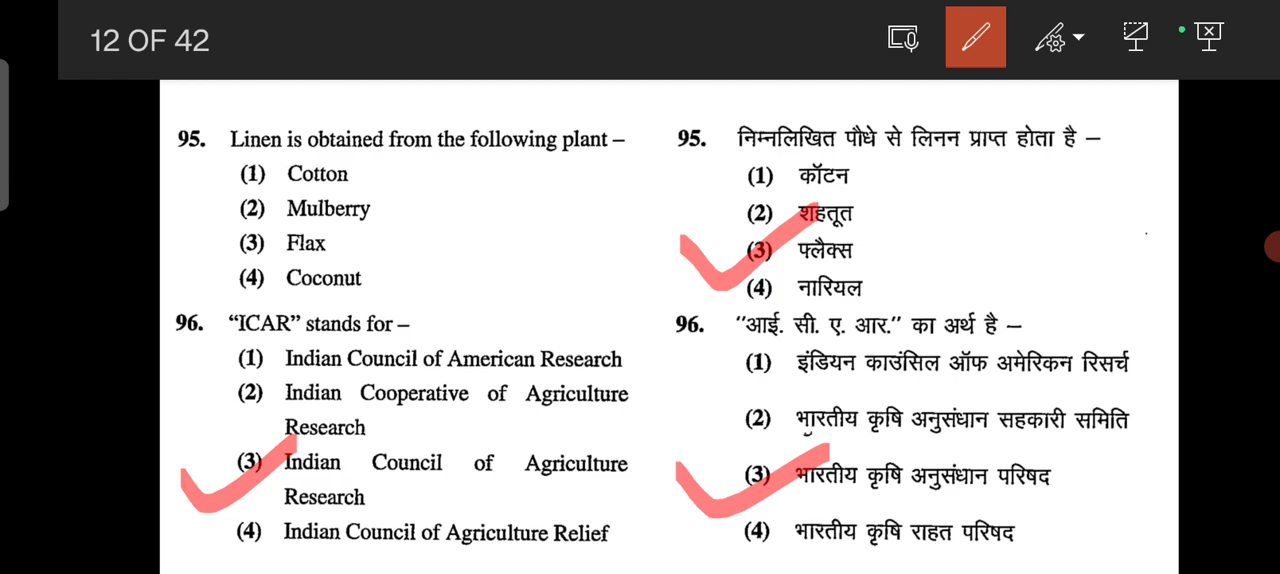 12 OF 42
95. Linen is obtained from the following plant –
(1) Cotton
(2) Mulberry
(3) Flax
(4) Coconut
96. “ICAR” stands for –
(1) Indian Council of American Research
(2) Indian Cooperative of Agriculture
Research
(3) Indian Council of Agriculture
Research
(4) Indian Council of Agriculture Relief
95. निम्नलिखित पौधे से लिनन प्राप्त होता है –
(1) कॉटन
(2) शहतूत
(3) फ्लैक्स
(4) नारियल
96. ‘‘आई. सी. ए. आर.’’ का अर्थ है –
(1) इंडियन काउंसिल ऑफ अमेरिकन रिसर्च
(2) भारतीय कृषि अनुसंधान सहकारी समिति
(3) भारतीय कृषि अनुसंधान परिषद
(4) भारतीय कृषि राहत परिषद